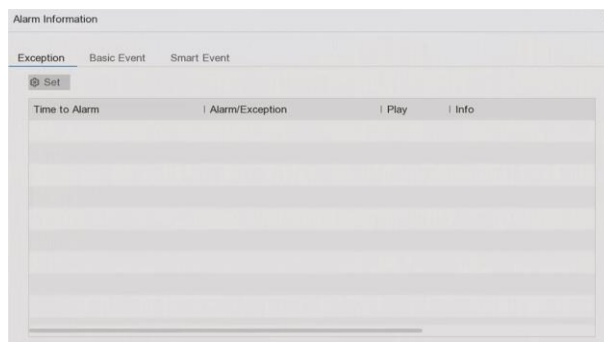 Alarm Information
Exception Basic Event Smart Event
Set
Time to Alarm Alarm/Exception Play Info